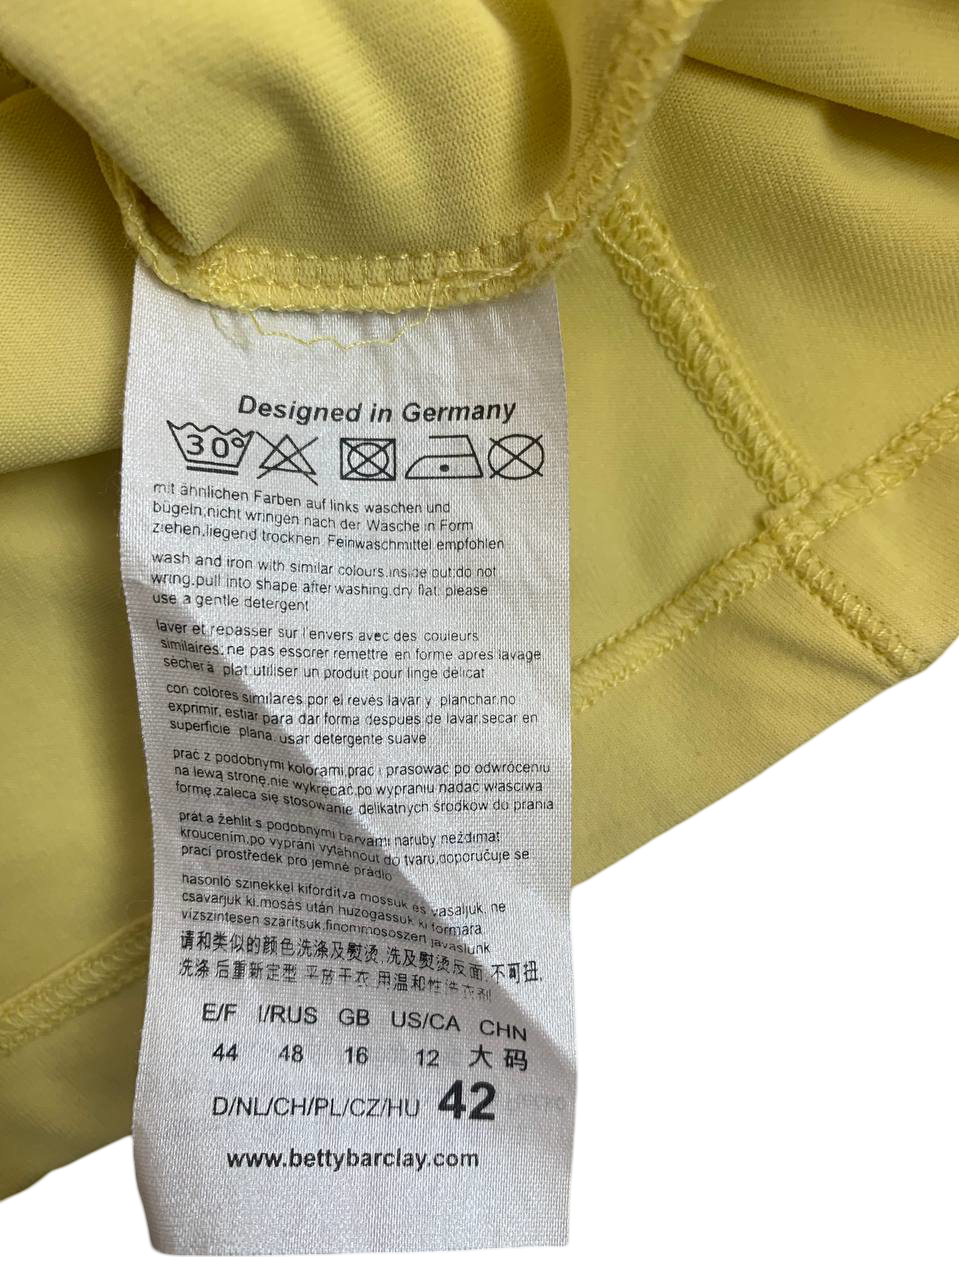 Designed in Germany
30°
mit ähnlichen Farben auf links waschen und
bügeln,nicht wringen nach der Wäsche in Form
ziehen,liegend trocknen. Feinwaschmittel empfohlen
wash and iron with similar colours.inside out:do not
wring.pull into shape after washing.dry flat. please
use a gentle detergent
laver et repasser sur l'envers avec des couleurs
similaires; ne pas essorer remettre en forme apres lavage
secher à plat.utiliser un produit pour linge délicat
con colores similares.por el revés lavar y planchar.no
exprimir, estiar para dar forma despues de lavar.secar en
superficie plana. usar detergente suave
prać z podobnymi kolorami,prać i prasować po odwróceniu
na lewą stronę.nie wykręcać.po wypraniu nadać właściwa
formę.zaleca się stosowanie delikatnych środków do prania
prát a žehlit s podobnými barvami naruby neždímat
kroucením,po vyprání vytáhnout do tvaru,doporučuje se
prací prostředek pro jemné prádlo
hasonló színekkel kifordítva mossuk és vasaljuk, ne
csavarjuk ki.mosás után húzogassuk ki formára
vízszintesen szárítsuk.finommosószert javaslunk
请和类似的颜色洗涤及熨烫,洗及熨烫反面,不可扭,
洗涤后重新定型 平放干衣 用温和性洗衣剂
E/F I/RUS GB US/CA CHN
44 48 16 12 大码
D/NL/CH/PL/CZ/HU 42
www.bettybarclay.com